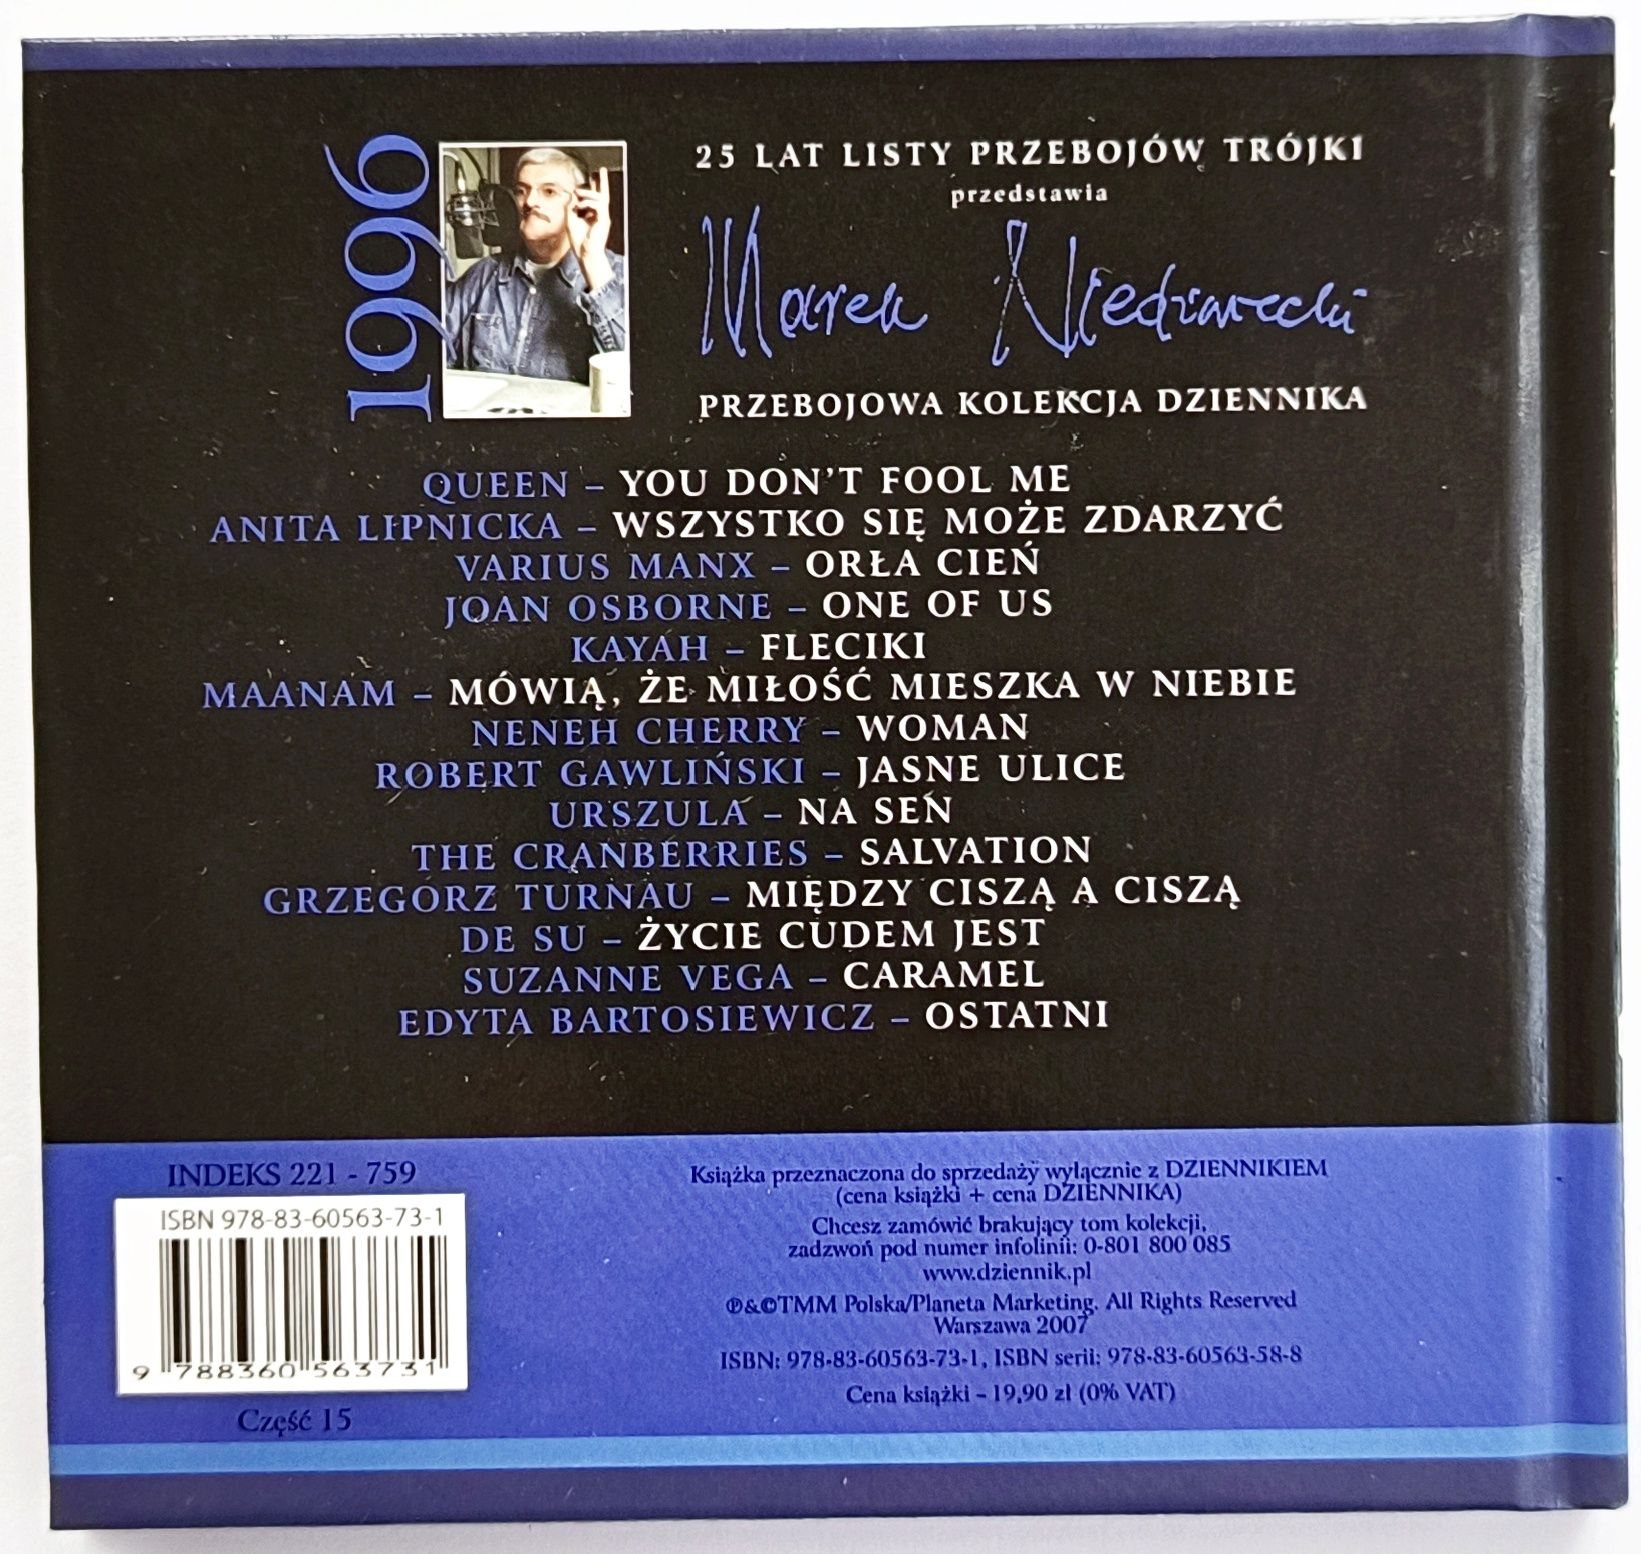 1996
25 LAT LISTY PRZEBOJÓW TRÓJKI
przedstawia
Marek Niedźwiecki
PRZEBOJOWA KOLEKCJA DZIENNIKA
QUEEN – YOU DON'T FOOL ME
ANITA LIPNICKA – WSZYSTKO SIĘ MOŻE ZDARZYĆ
VARIUS MANX – ORŁA CIEŃ
JOAN OSBORNE – ONE OF US
KAYAH – FLECIKI
MAANAM – MÓWIĄ, ŻE MIŁOŚĆ MIESZKA W NIEBIE
NENEH CHERRY – WOMAN
ROBERT GAWLIŃSKI – JASNE ULICE
URSZULA – NA SEN
THE CRANBERRIES – SALVATION
GRZEGORZ TURNAU – MIĘDZY CISZĄ A CISZĄ
DE SU – ŻYCIE CUDEM JEST
SUZANNE VEGA – CARAMEL
EDYTA BARTOSIEWICZ – OSTATNI
INDEKS 221 - 759
ISBN 978-83-60563-73-1
9 788360 563731
Część 15
Książka przeznaczona do sprzedaży wyłącznie z DZIENNIKIEM
(cena książki + cena DZIENNIKA)
Chcesz zamówić brakujący tom kolekcji,
zadzwoń pod numer infolinii: 0-801 800 085
www.dziennik.pl
℗&©TMM Polska/Planeta Marketing. All Rights Reserved
Warszawa 2007
ISBN: 978-83-60563-73-1, ISBN serii: 978-83-60563-58-8
Cena książki – 19,90 zł (0% VAT)